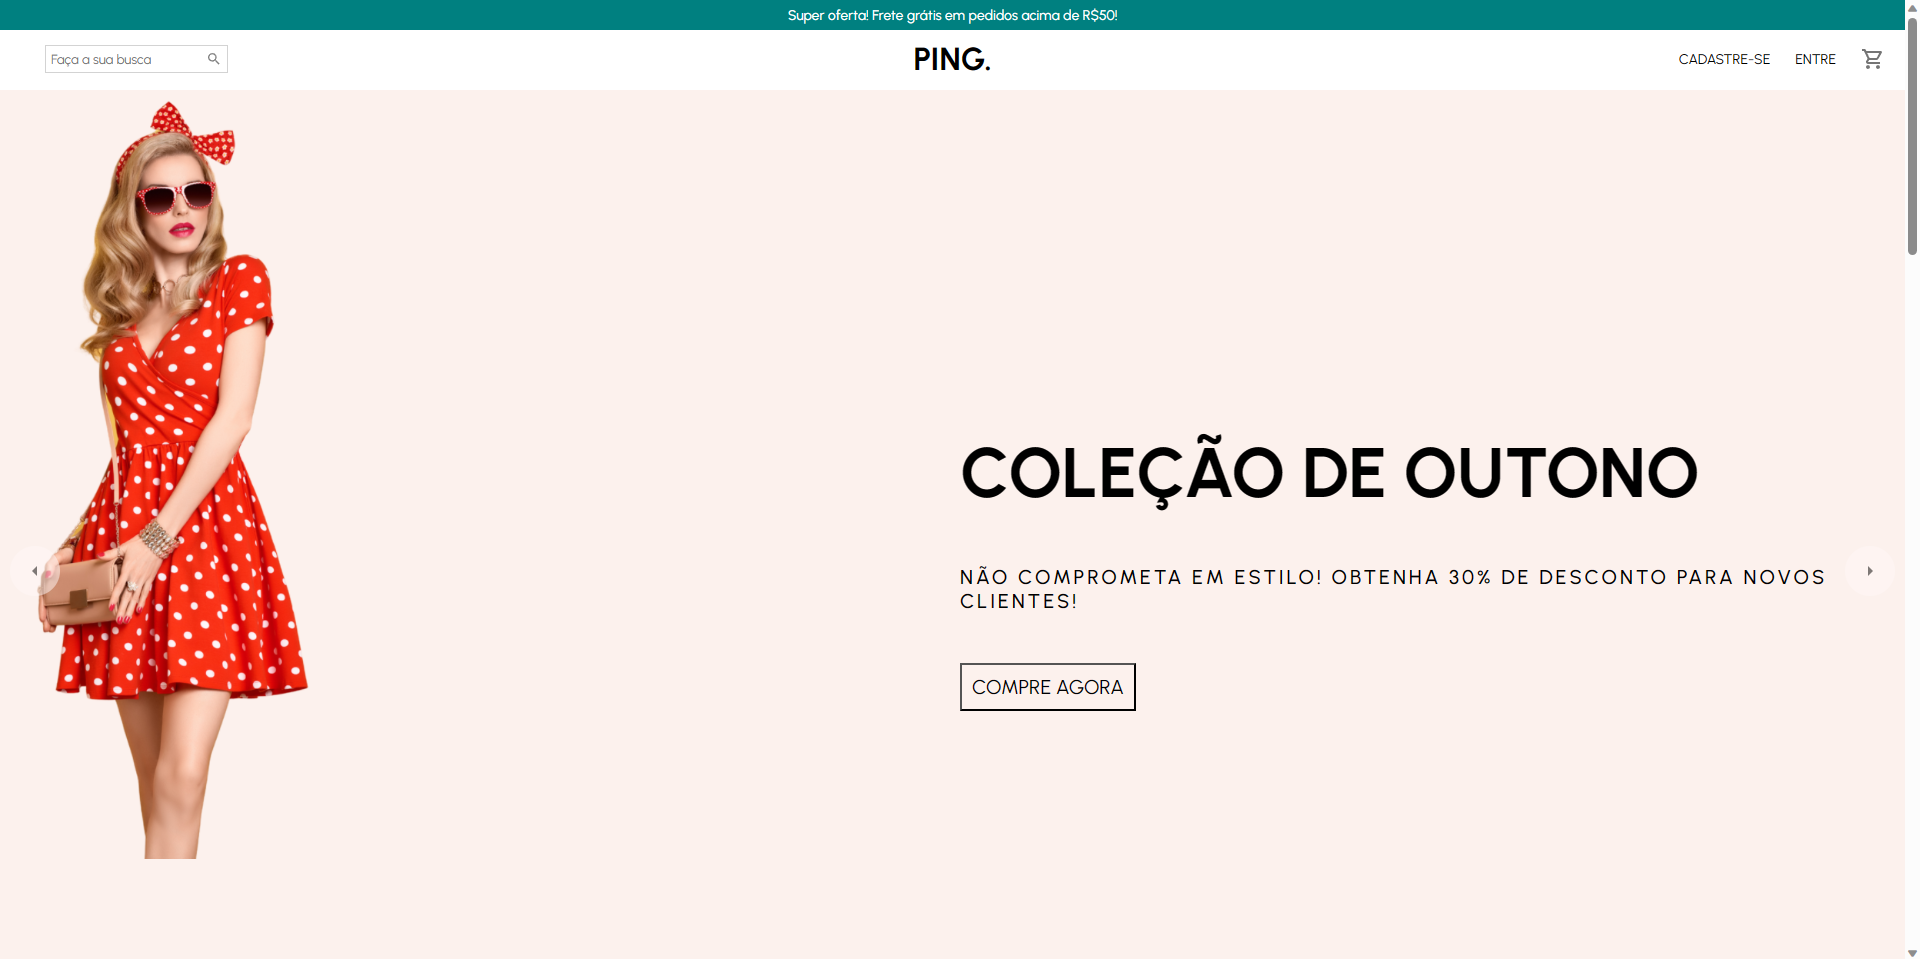 Super oferta! Frete grátis em pedidos acima de R$50!
Faça a sua busca
PING.
CADASTRE-SE
ENTRE
COLEÇÃO DE OUTONO
NÃO COMPROMETA EM ESTILO! OBTENHA 30% DE DESCONTO PARA NOVOS
CLIENTES!
COMPRE AGORA